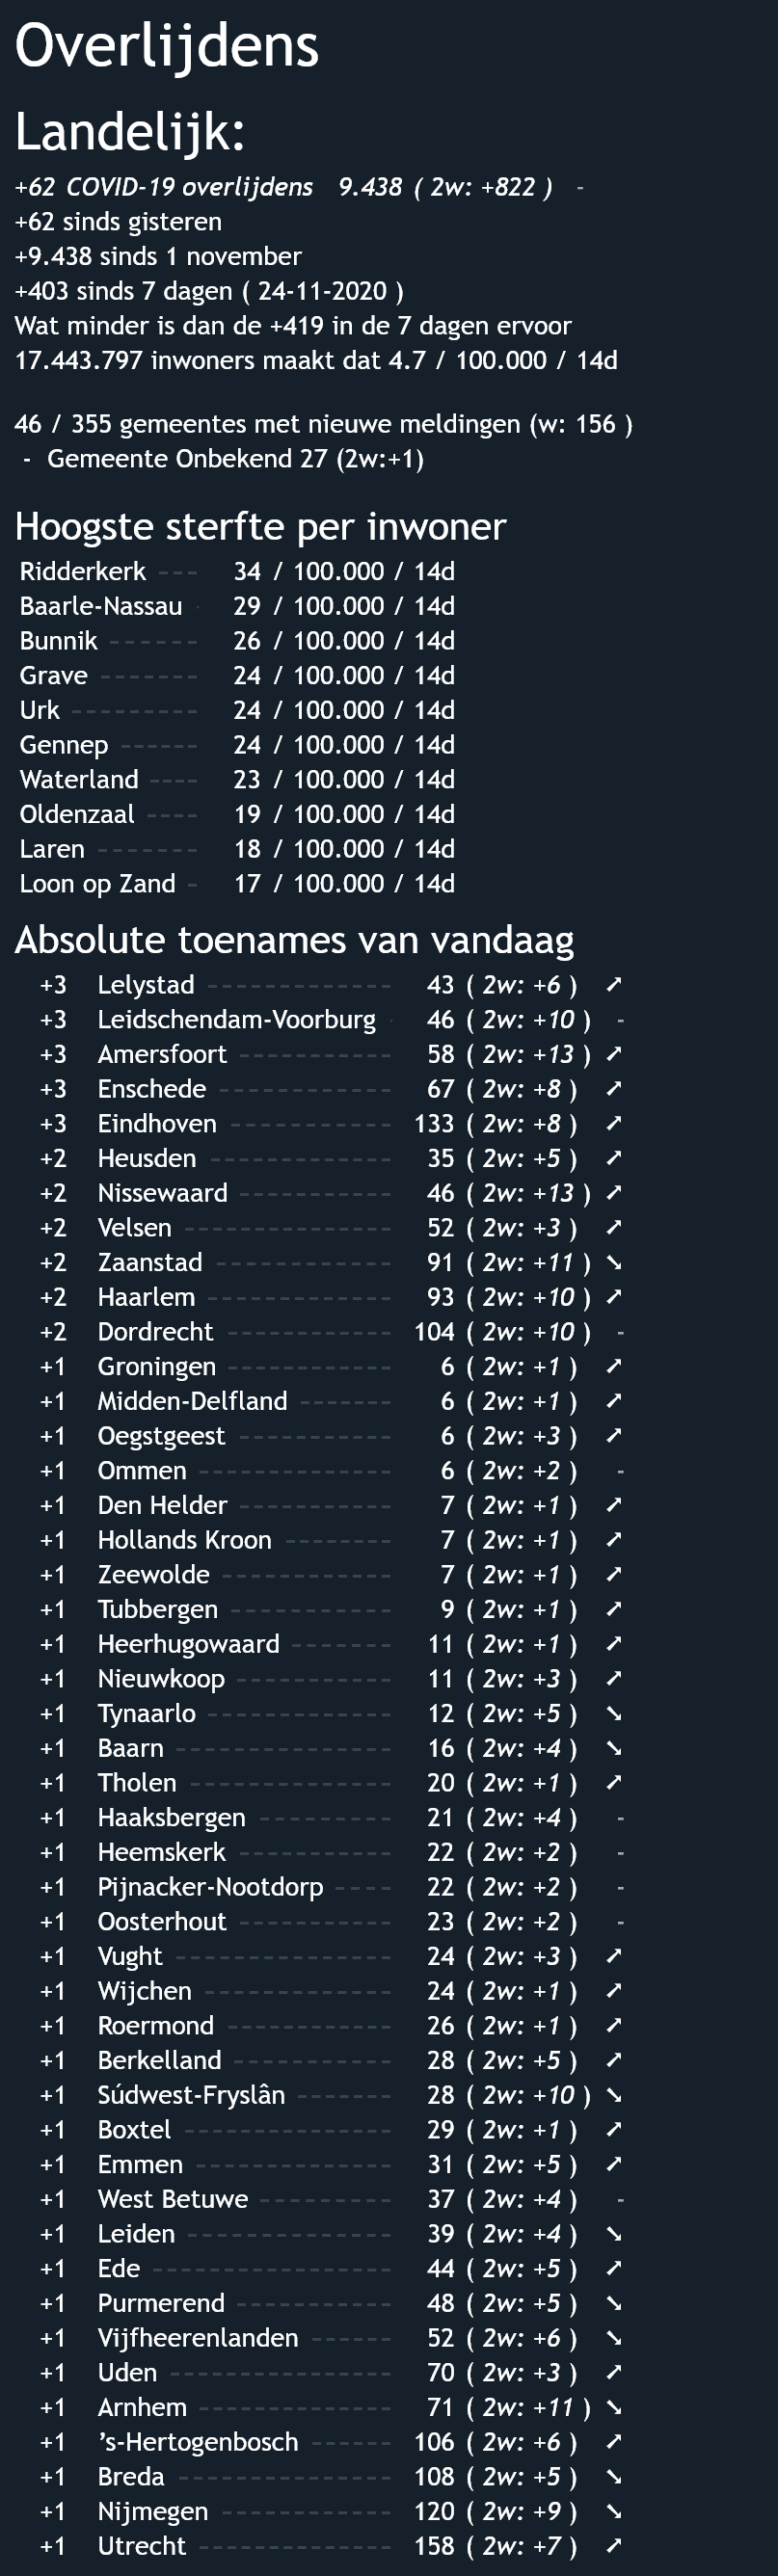 Overlijdens
Landelijk:
+62 COVID-19 overlijdens 9.438 ( 2w: +822 ) -
+62 sinds gisteren
+9.438 sinds 1 november
+403 sinds 7 dagen ( 24-11-2020 )
Wat minder is dan de +419 in de 7 dagen ervoor
17.443.797 inwoners maakt dat 4.7 / 100.000 / 14d
46 / 355 gemeentes met nieuwe meldingen (w: 156 )
- Gemeente Onbekend 27 (2w:+1)
Hoogste sterfte per inwoner
Ridderkerk --- 34 / 100.000 / 14d
Baarle-Nassau - 29 / 100.000 / 14d
Bunnik ------ 26 / 100.000 / 14d
Grave ------- 24 / 100.000 / 14d
Urk --------- 24 / 100.000 / 14d
Gennep ------ 24 / 100.000 / 14d
Waterland ---- 23 / 100.000 / 14d
Oldenzaal ---- 19 / 100.000 / 14d
Laren ------- 18 / 100.000 / 14d
Loon op Zand - 17 / 100.000 / 14d
Absolute toenames van vandaag
+3 Lelystad ------------- 43 ( 2w: +6 ) ➚
+3 Leidschendam-Voorburg - 46 ( 2w: +10 ) -
+3 Amersfoort ----------- 58 ( 2w: +13 ) ➚
+3 Enschede ------------ 67 ( 2w: +8 ) ➚
+3 Eindhoven ----------- 133 ( 2w: +8 ) ➚
+2 Heusden ------------- 35 ( 2w: +5 ) ➚
+2 Nissewaard ----------- 46 ( 2w: +13 ) ➚
+2 Velsen --------------- 52 ( 2w: +3 ) ➚
+2 Zaanstad ------------ 91 ( 2w: +11 ) ➘
+2 Haarlem ------------- 93 ( 2w: +10 ) ➚
+2 Dordrecht ------------ 104 ( 2w: +10 ) -
+1 Groningen ------------ 6 ( 2w: +1 ) ➚
+1 Midden-Delfland ------- 6 ( 2w: +1 ) ➚
+1 Oegstgeest ----------- 6 ( 2w: +3 ) ➚
+1 Ommen -------------- 6 ( 2w: +2 ) -
+1 Den Helder ----------- 7 ( 2w: +1 ) ➚
+1 Hollands Kroon -------- 7 ( 2w: +1 ) ➚
+1 Zeewolde ------------ 7 ( 2w: +1 ) ➚
+1 Tubbergen ----------- 9 ( 2w: +1 ) ➚
+1 Heerhugowaard ------- 11 ( 2w: +1 ) ➚
+1 Nieuwkoop ----------- 11 ( 2w: +3 ) ➚
+1 Tynaarlo ------------- 12 ( 2w: +5 ) ➘
+1 Baarn --------------- 16 ( 2w: +4 ) ➘
+1 Tholen -------------- 20 ( 2w: +1 ) ➚
+1 Haaksbergen --------- 21 ( 2w: +4 ) -
+1 Heemskerk ----------- 22 ( 2w: +2 ) -
+1 Pijnacker-Nootdorp ---- 22 ( 2w: +2 ) -
+1 Oosterhout ----------- 23 ( 2w: +2 ) -
+1 Vught --------------- 24 ( 2w: +3 ) ➚
+1 Wijchen ------------- 24 ( 2w: +1 ) ➚
+1 Roermond ------------ 26 ( 2w: +1 ) ➚
+1 Berkelland ----------- 28 ( 2w: +5 ) ➚
+1 Súdwest-Fryslân ------- 28 ( 2w: +10 ) ➘
+1 Boxtel --------------- 29 ( 2w: +1 ) ➚
+1 Emmen -------------- 31 ( 2w: +5 ) ➚
+1 West Betuwe --------- 37 ( 2w: +4 ) -
+1 Leiden -------------- 39 ( 2w: +4 ) ➘
+1 Ede ----------------- 44 ( 2w: +5 ) ➚
+1 Purmerend ----------- 48 ( 2w: +5 ) ➘
+1 Vijfheerenlanden ------ 52 ( 2w: +6 ) ➘
+1 Uden ---------------- 70 ( 2w: +3 ) ➚
+1 Arnhem -------------- 71 ( 2w: +11 ) ➘
+1 's-Hertogenbosch ------ 106 ( 2w: +6 ) ➚
+1 Breda --------------- 108 ( 2w: +5 ) ➘
+1 Nijmegen ------------ 120 ( 2w: +9 ) ➘
+1 Utrecht -------------- 158 ( 2w: +7 ) ➚